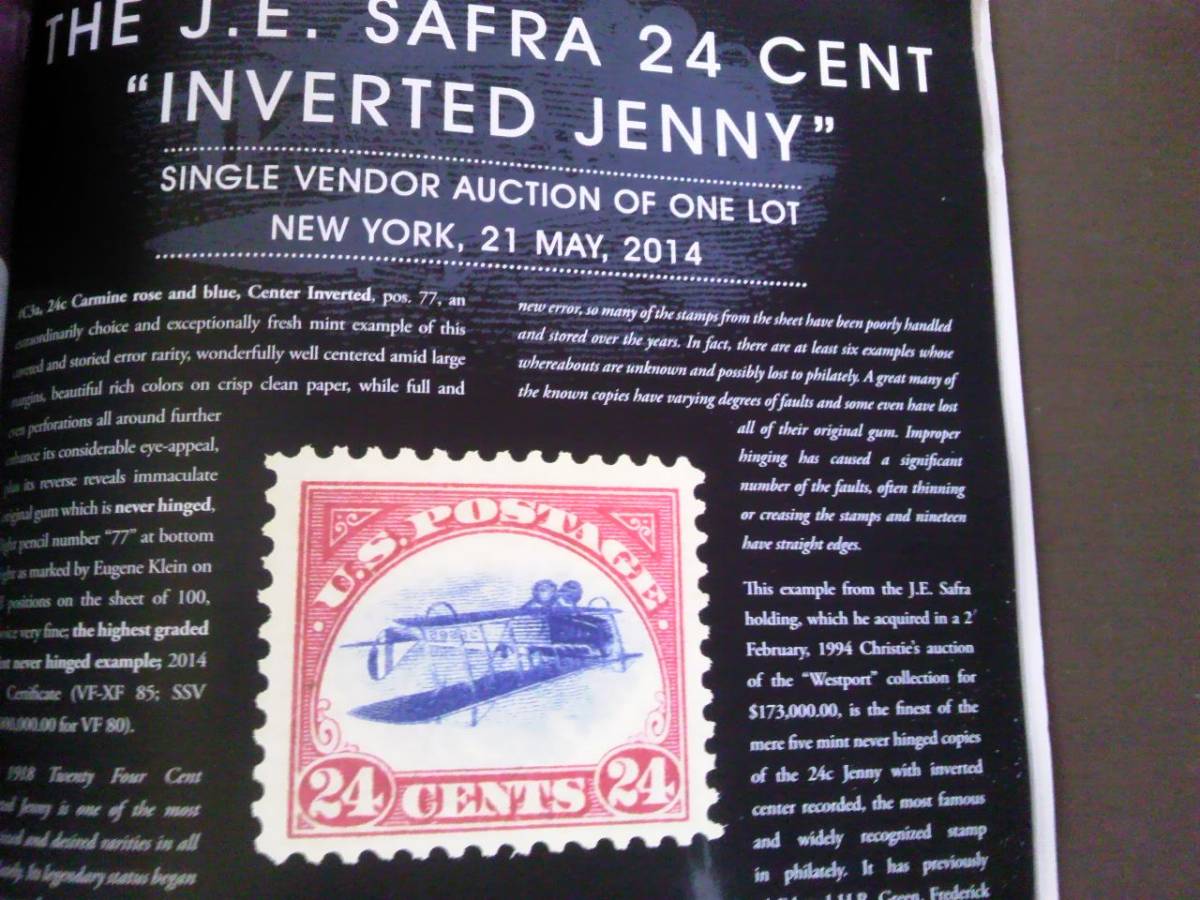 THE J.E. SAFRA 24 CENT
“INVERTED JENNY”
SINGLE VENDOR AUCTION OF ONE LOT
NEW YORK, 21 MAY, 2014
24c Carmine rose and blue, Center Inverted, pos. 77, an
choice and exceptionally fresh mint example of this
and storied error rarity, wonderfully well centered amid large
beautiful rich colors on crisp clean paper, while full and
perforations all around further
its considerable eye-appeal,
its reverse reveals immaculate
gum which is never hinged,
pencil number “77” at bottom
as marked by Eugene Klein on
positions on the sheet of 100,
very fine; the highest graded
never hinged example; 2014
Certificate (VF-XF 85; SSV
for VF 80).
1918 Twenty Four Cent
Jenny is one of the most
and desired rarities in all
Its legendary status began
new error, so many of the stamps from the sheet have been poorly handled
and stored over the years. In fact, there are at least six examples whose
whereabouts are unknown and possibly lost to philately. A great many of
the known copies have varying degrees of faults and some even have lost
all of their original gum. Improper
hinging has caused a significant
number of the faults, often thinning
or creasing the stamps and nineteen
have straight edges.
This example from the J.E. Safra
holding, which he acquired in a
February, 1994 Christie's auction
of the “Westport” collection for
$173,000.00, is the finest of the
mere five mint never hinged copies
of the 24c Jenny with inverted
center recorded, the most famous
and widely recognized stamp
in philately. It has previously
Green, Frederick
U.S. POSTAGE
24 CENTS 24